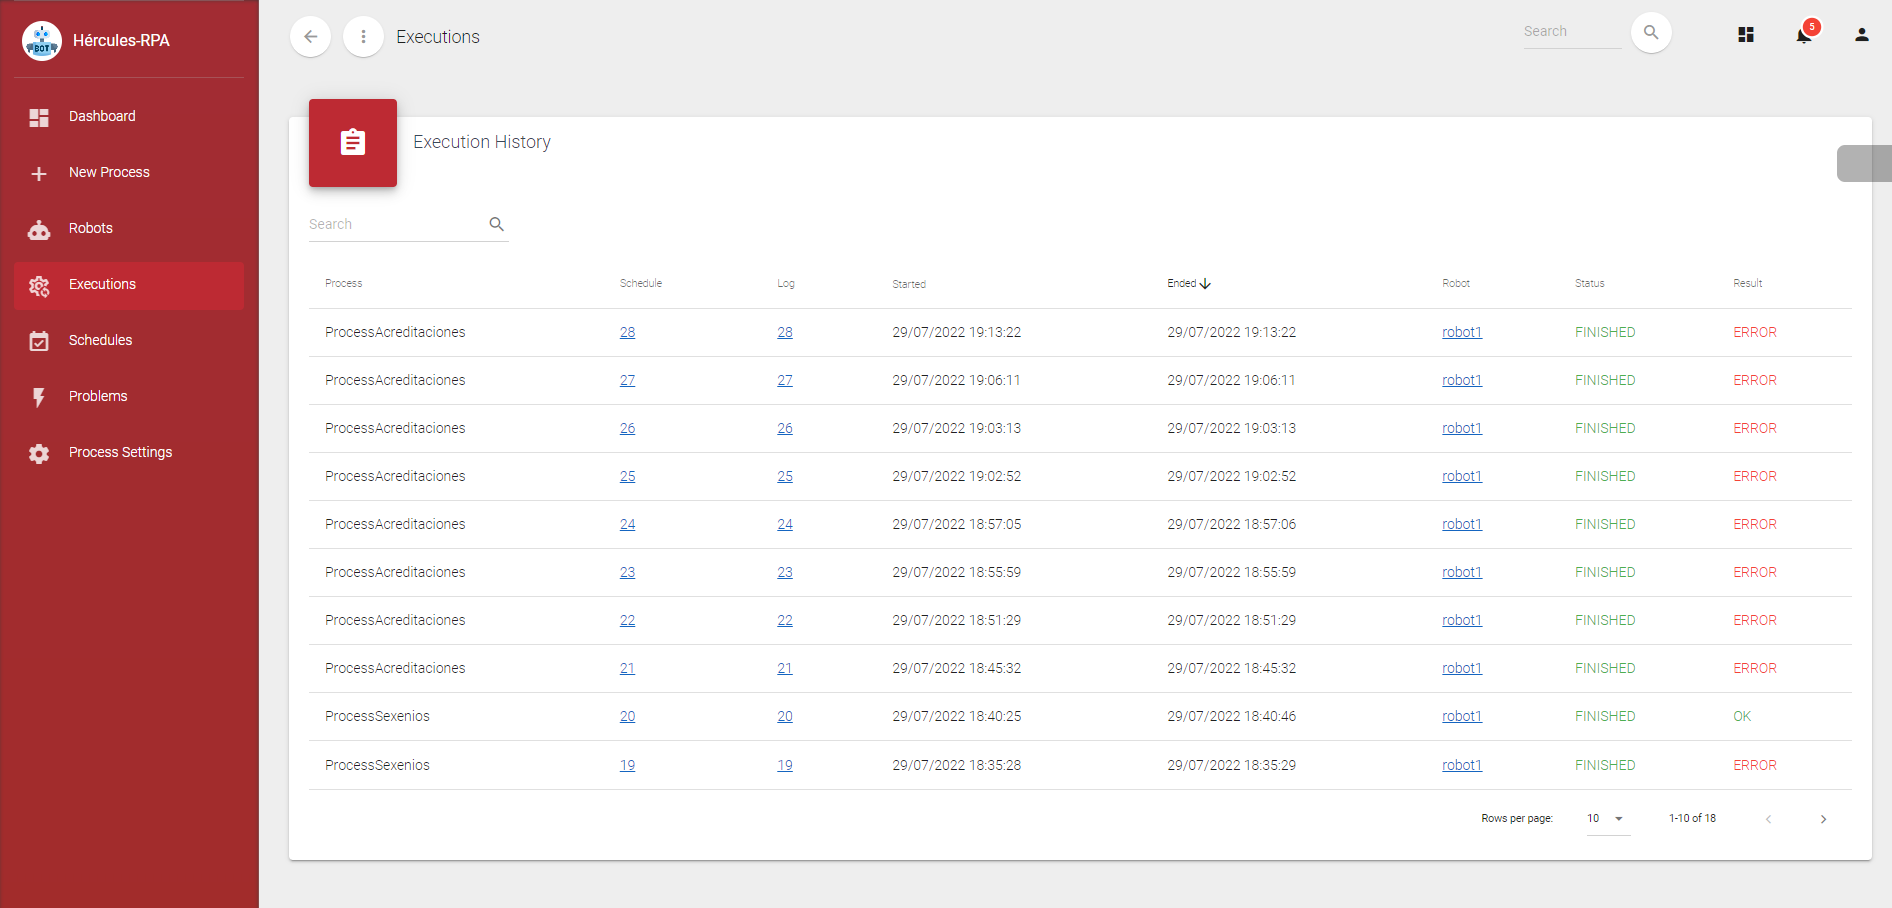 BOT
Hércules-RPA
Dashboard
New Process
Robots
Executions
Schedules
Problems
Process Settings
Executions
Search
5
Execution History
Search
Process Schedule Log Started Ended Robot Status Result
ProcessAcreditaciones 28 28 29/07/2022 19:13:22 29/07/2022 19:13:22 robot1 FINISHED ERROR
ProcessAcreditaciones 27 27 29/07/2022 19:06:11 29/07/2022 19:06:11 robot1 FINISHED ERROR
ProcessAcreditaciones 26 26 29/07/2022 19:03:13 29/07/2022 19:03:13 robot1 FINISHED ERROR
ProcessAcreditaciones 25 25 29/07/2022 19:02:52 29/07/2022 19:02:52 robot1 FINISHED ERROR
ProcessAcreditaciones 24 24 29/07/2022 18:57:05 29/07/2022 18:57:06 robot1 FINISHED ERROR
ProcessAcreditaciones 23 23 29/07/2022 18:55:59 29/07/2022 18:55:59 robot1 FINISHED ERROR
ProcessAcreditaciones 22 22 29/07/2022 18:51:29 29/07/2022 18:51:29 robot1 FINISHED ERROR
ProcessAcreditaciones 21 21 29/07/2022 18:45:32 29/07/2022 18:45:32 robot1 FINISHED ERROR
ProcessSexenios 20 20 29/07/2022 18:40:25 29/07/2022 18:40:46 robot1 FINISHED OK
ProcessSexenios 19 19 29/07/2022 18:35:28 29/07/2022 18:35:29 robot1 FINISHED ERROR
Rows per page: 10 1-10 of 18